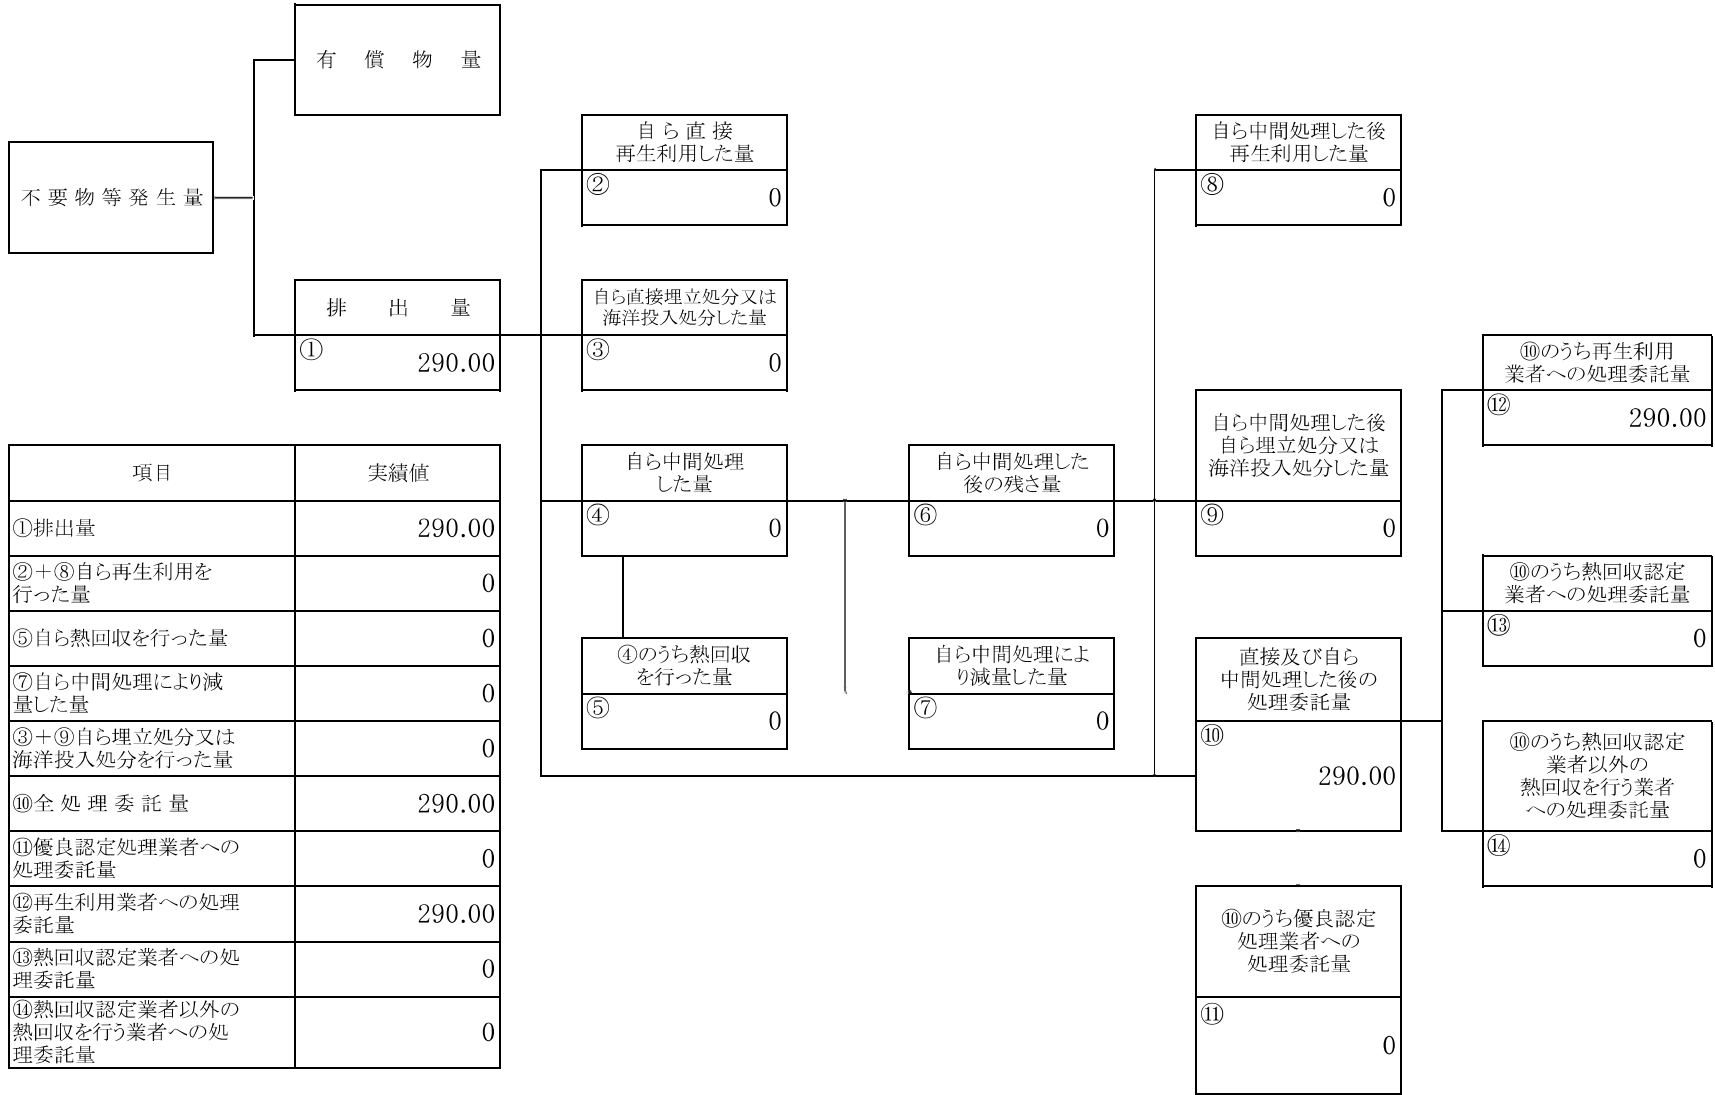 有償物量
不要物等発生量
排出量
①
290.00
自ら直接
再生利用した量
②
0
自ら直接埋立処分又は
海洋投入処分した量
③
0
自ら中間処理
した量
④
0
④のうち熱回収
を行った量
⑤
0
自ら中間処理した
後の残さ量
⑥
0
自ら中間処理によ
り減量した量
⑦
0
自ら中間処理した後
再生利用した量
⑧
0
自ら中間処理した後
自ら埋立処分又は
海洋投入処分した量
⑨
0
直接及び自ら
中間処理した後の
処理委託量
⑩
290.00
⑩のうち優良認定
処理業者への
処理委託量
⑪
0
⑩のうち再生利用
業者への処理委託量
⑫
290.00
⑩のうち熱回収認定
業者への処理委託量
⑬
0
⑩のうち熱回収認定
業者以外の
熱回収を行う業者
への処理委託量
⑭
0
項目 実績値
①排出量 290.00
②＋⑧自ら再生利用を
行った量 0
⑤自ら熱回収を行った量 0
⑦自ら中間処理により減
量した量 0
③＋⑨自ら埋立処分又は
海洋投入処分を行った量 0
⑩全処理委託量 290.00
⑪優良認定処理業者への
処理委託量 0
⑫再生利用業者への処理
委託量 290.00
⑬熱回収認定業者への処
理委託量 0
⑭熱回収認定業者以外の
熱回収を行う業者への処
理委託量 0